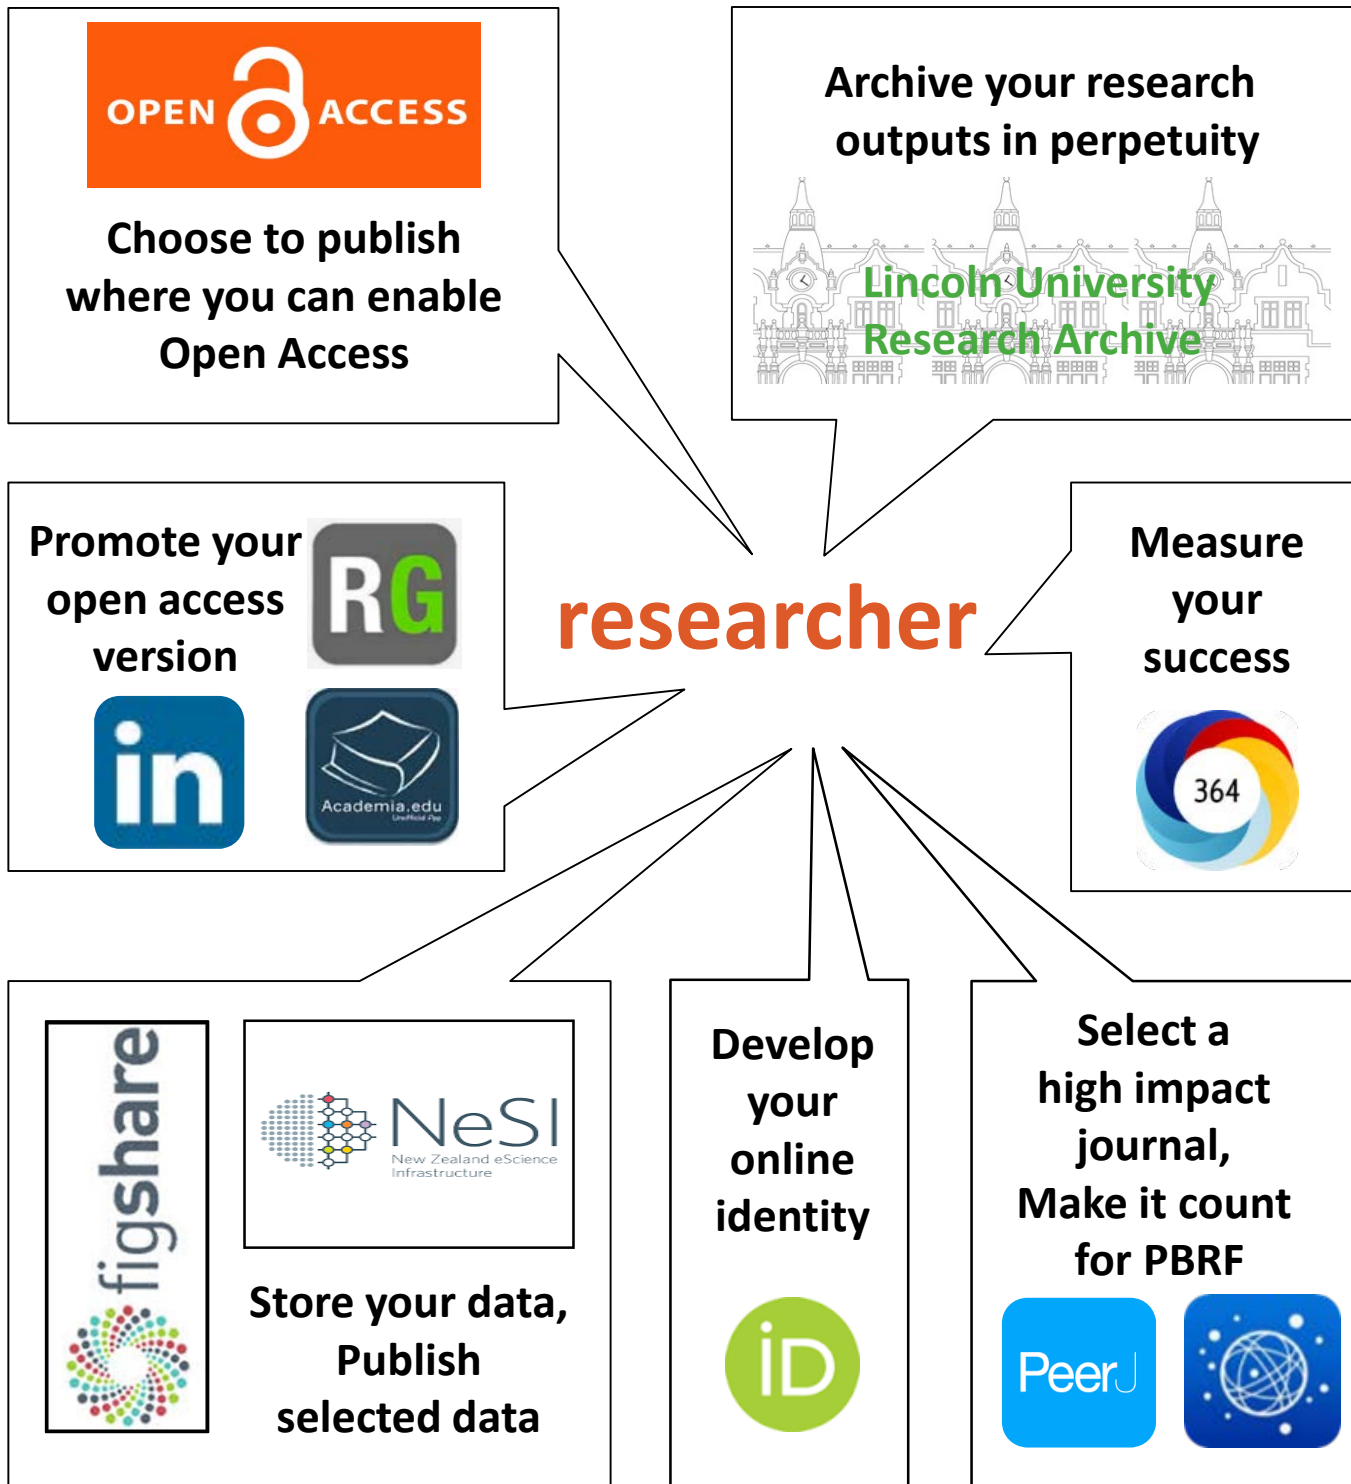 OPEN ACCESS
Choose to publish
where you can enable
Open Access
Archive your research
outputs in perpetuity
Lincoln University
Research Archive
Promote your
open access
version
RG
in
Academia.edu
Unofficial App
researcher
Measure
your
success
364
figshare
NeSI
New Zealand eScience
Infrastructure
Store your data,
Publish
selected data
Develop
your
online
identity
iD
Select a
high impact
journal,
Make it count
for PBRF
PeerJ